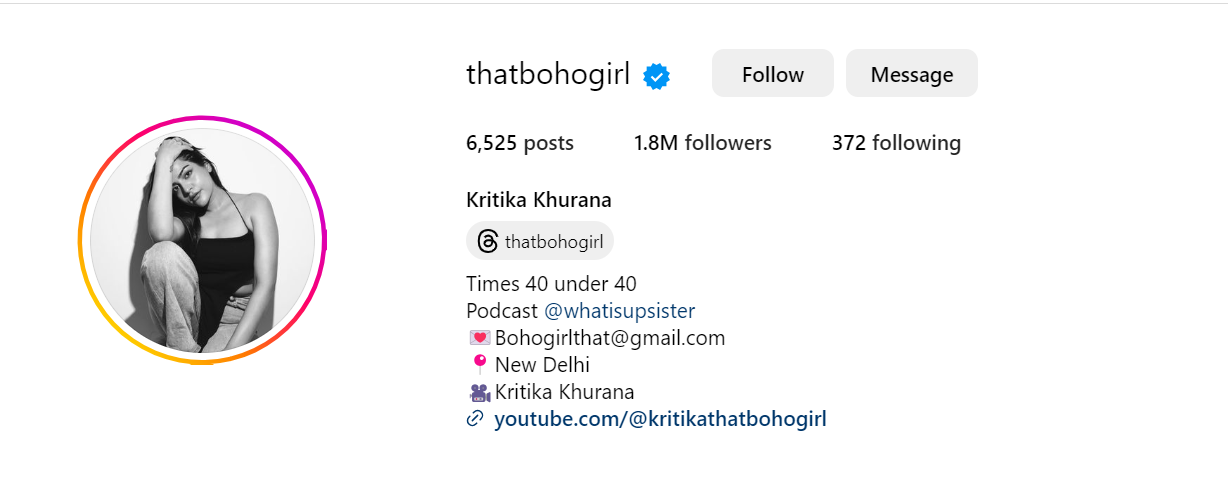 thatbohogirl Follow Message
6,525 posts 1.8M followers 372 following
Kritika Khurana
thatbohogirl
Times 40 under 40
Podcast @whatisupsister
💌Bohogirlthat@gmail.com
📍New Delhi
🎥Kritika Khurana
youtube.com/@kritikathatbohogirl